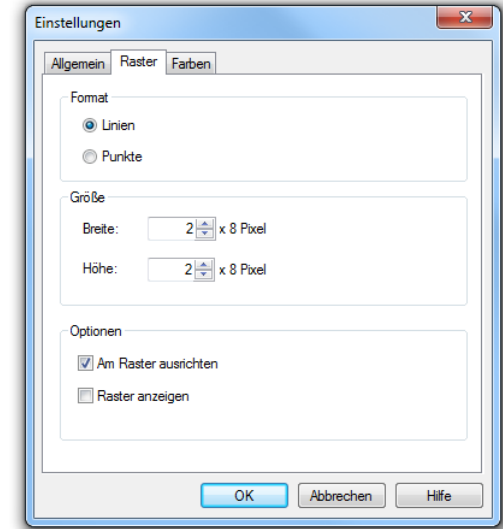 Einstellungen
Allgemein Raster Farben
Format
Linien
Punkte
Größe
Breite: 2 x 8 Pixel
Höhe: 2 x 8 Pixel
Optionen
Am Raster ausrichten
Raster anzeigen
OK Abbrechen Hilfe